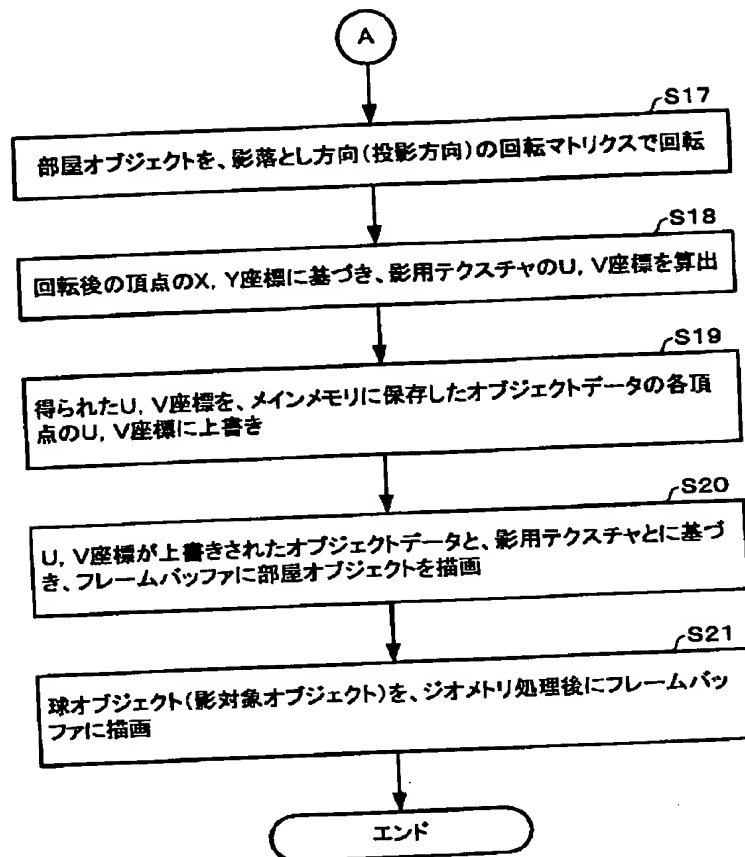 A
S17
部屋オブジェクトを、影落とし方向(投影方向)の回転マトリクスで回転
S18
回転後の頂点のX, Y座標に基づき、影用テクスチャのU, V座標を算出
S19
得られたU, V座標を、メインメモリに保存したオブジェクトデータの各頂
点のU, V座標に上書き
S20
U, V座標が上書きされたオブジェクトデータと、影用テクスチャとに基づ
き、フレームバッファに部屋オブジェクトを描画
S21
球オブジェクト(影対象オブジェクト)を、ジオメトリ処理後にフレームバッ
ファに描画
エンド